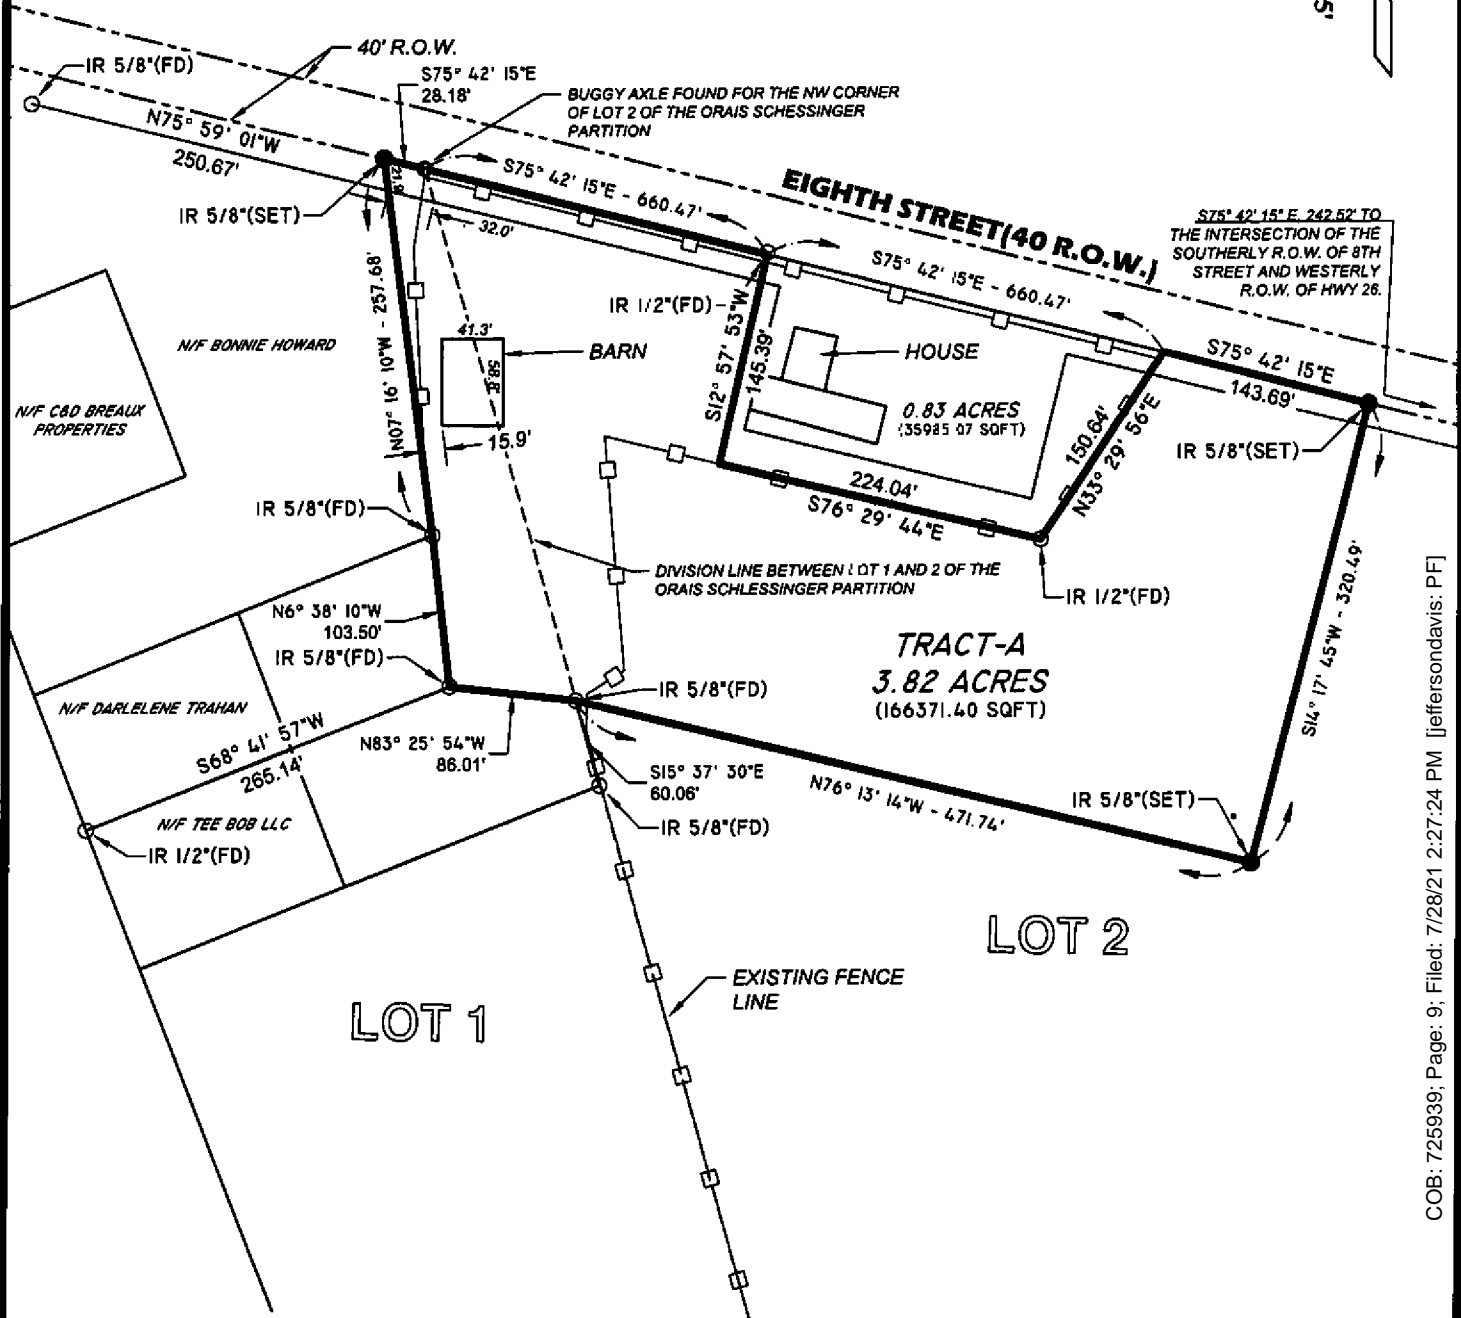 5'
40' R.O.W.
IR 5/8"(FD)
S75° 42' 15"E
28.18'
BUGGY AXLE FOUND FOR THE NW CORNER
OF LOT 2 OF THE ORAIS SCHESSINGER
PARTITION
N75° 59' 01"W
250.67'
IR 5/8"(SET)
21.9'
S75° 42' 15"E - 660.47'
32.0'
EIGHTH STREET(40 R.O.W.)
S75° 42' 15" E, 242.52' TO
THE INTERSECTION OF THE
SOUTHERLY R.O.W. OF 8TH
STREET AND WESTERLY
R.O.W. OF HWY 26.
S75° 42' 15"E - 660.47'
IR 1/2"(FD)
N07° 16' 10"W - 257.68'
N/F BONNIE HOWARD
41.3'
58.8'
BARN
15.9'
S12° 57' 53"W
145.39'
HOUSE
0.83 ACRES
(35985 07 SQFT)
S75° 42' 15"E
143.69'
N/F C&D BREAUX
PROPERTIES
150.64'
N33° 29' 56"E
IR 5/8"(SET)
224.04'
S76° 29' 44"E
IR 5/8"(FD)
DIVISION LINE BETWEEN LOT 1 AND 2 OF THE
ORAIS SCHLESSINGER PARTITION
IR 1/2"(FD)
S14° 17' 45"W - 320.49'
N6° 38' 10"W
103.50'
IR 5/8"(FD)
TRACT-A
3.82 ACRES
(166371.40 SQFT)
IR 5/8"(FD)
N/F DARLELENE TRAHAN
S68° 41' 57"W
265.14'
N83° 25' 54"W
86.01'
S15° 37' 30"E
60.06'
N76° 13' 14"W - 471.74'
IR 5/8"(SET)
N/F TEE BOB LLC
IR 5/8"(FD)
IR 1/2"(FD)
LOT 2
EXISTING FENCE
LINE
LOT 1
COB: 725939; Page: 9; Filed: 7/28/21 2:27:24 PM [jeffersondavis: PF]